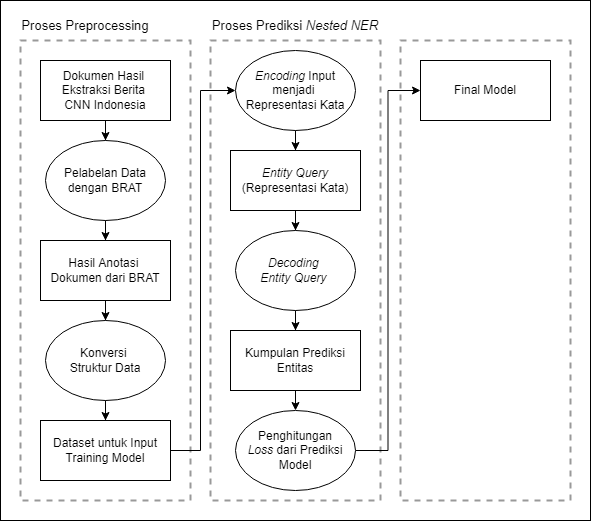 Proses Preprocessing
Dokumen Hasil
Ekstraksi Berita
CNN Indonesia
Pelabelan Data
dengan BRAT
Hasil Anotasi
Dokumen dari BRAT
Konversi
Struktur Data
Dataset untuk Input
Training Model
Proses Prediksi Nested NER
Encoding Input
menjadi
Representasi Kata
Entity Query
(Representasi Kata)
Decoding
Entity Query
Kumpulan Prediksi
Entitas
Penghitungan
Loss dari Prediksi
Model
Final Model